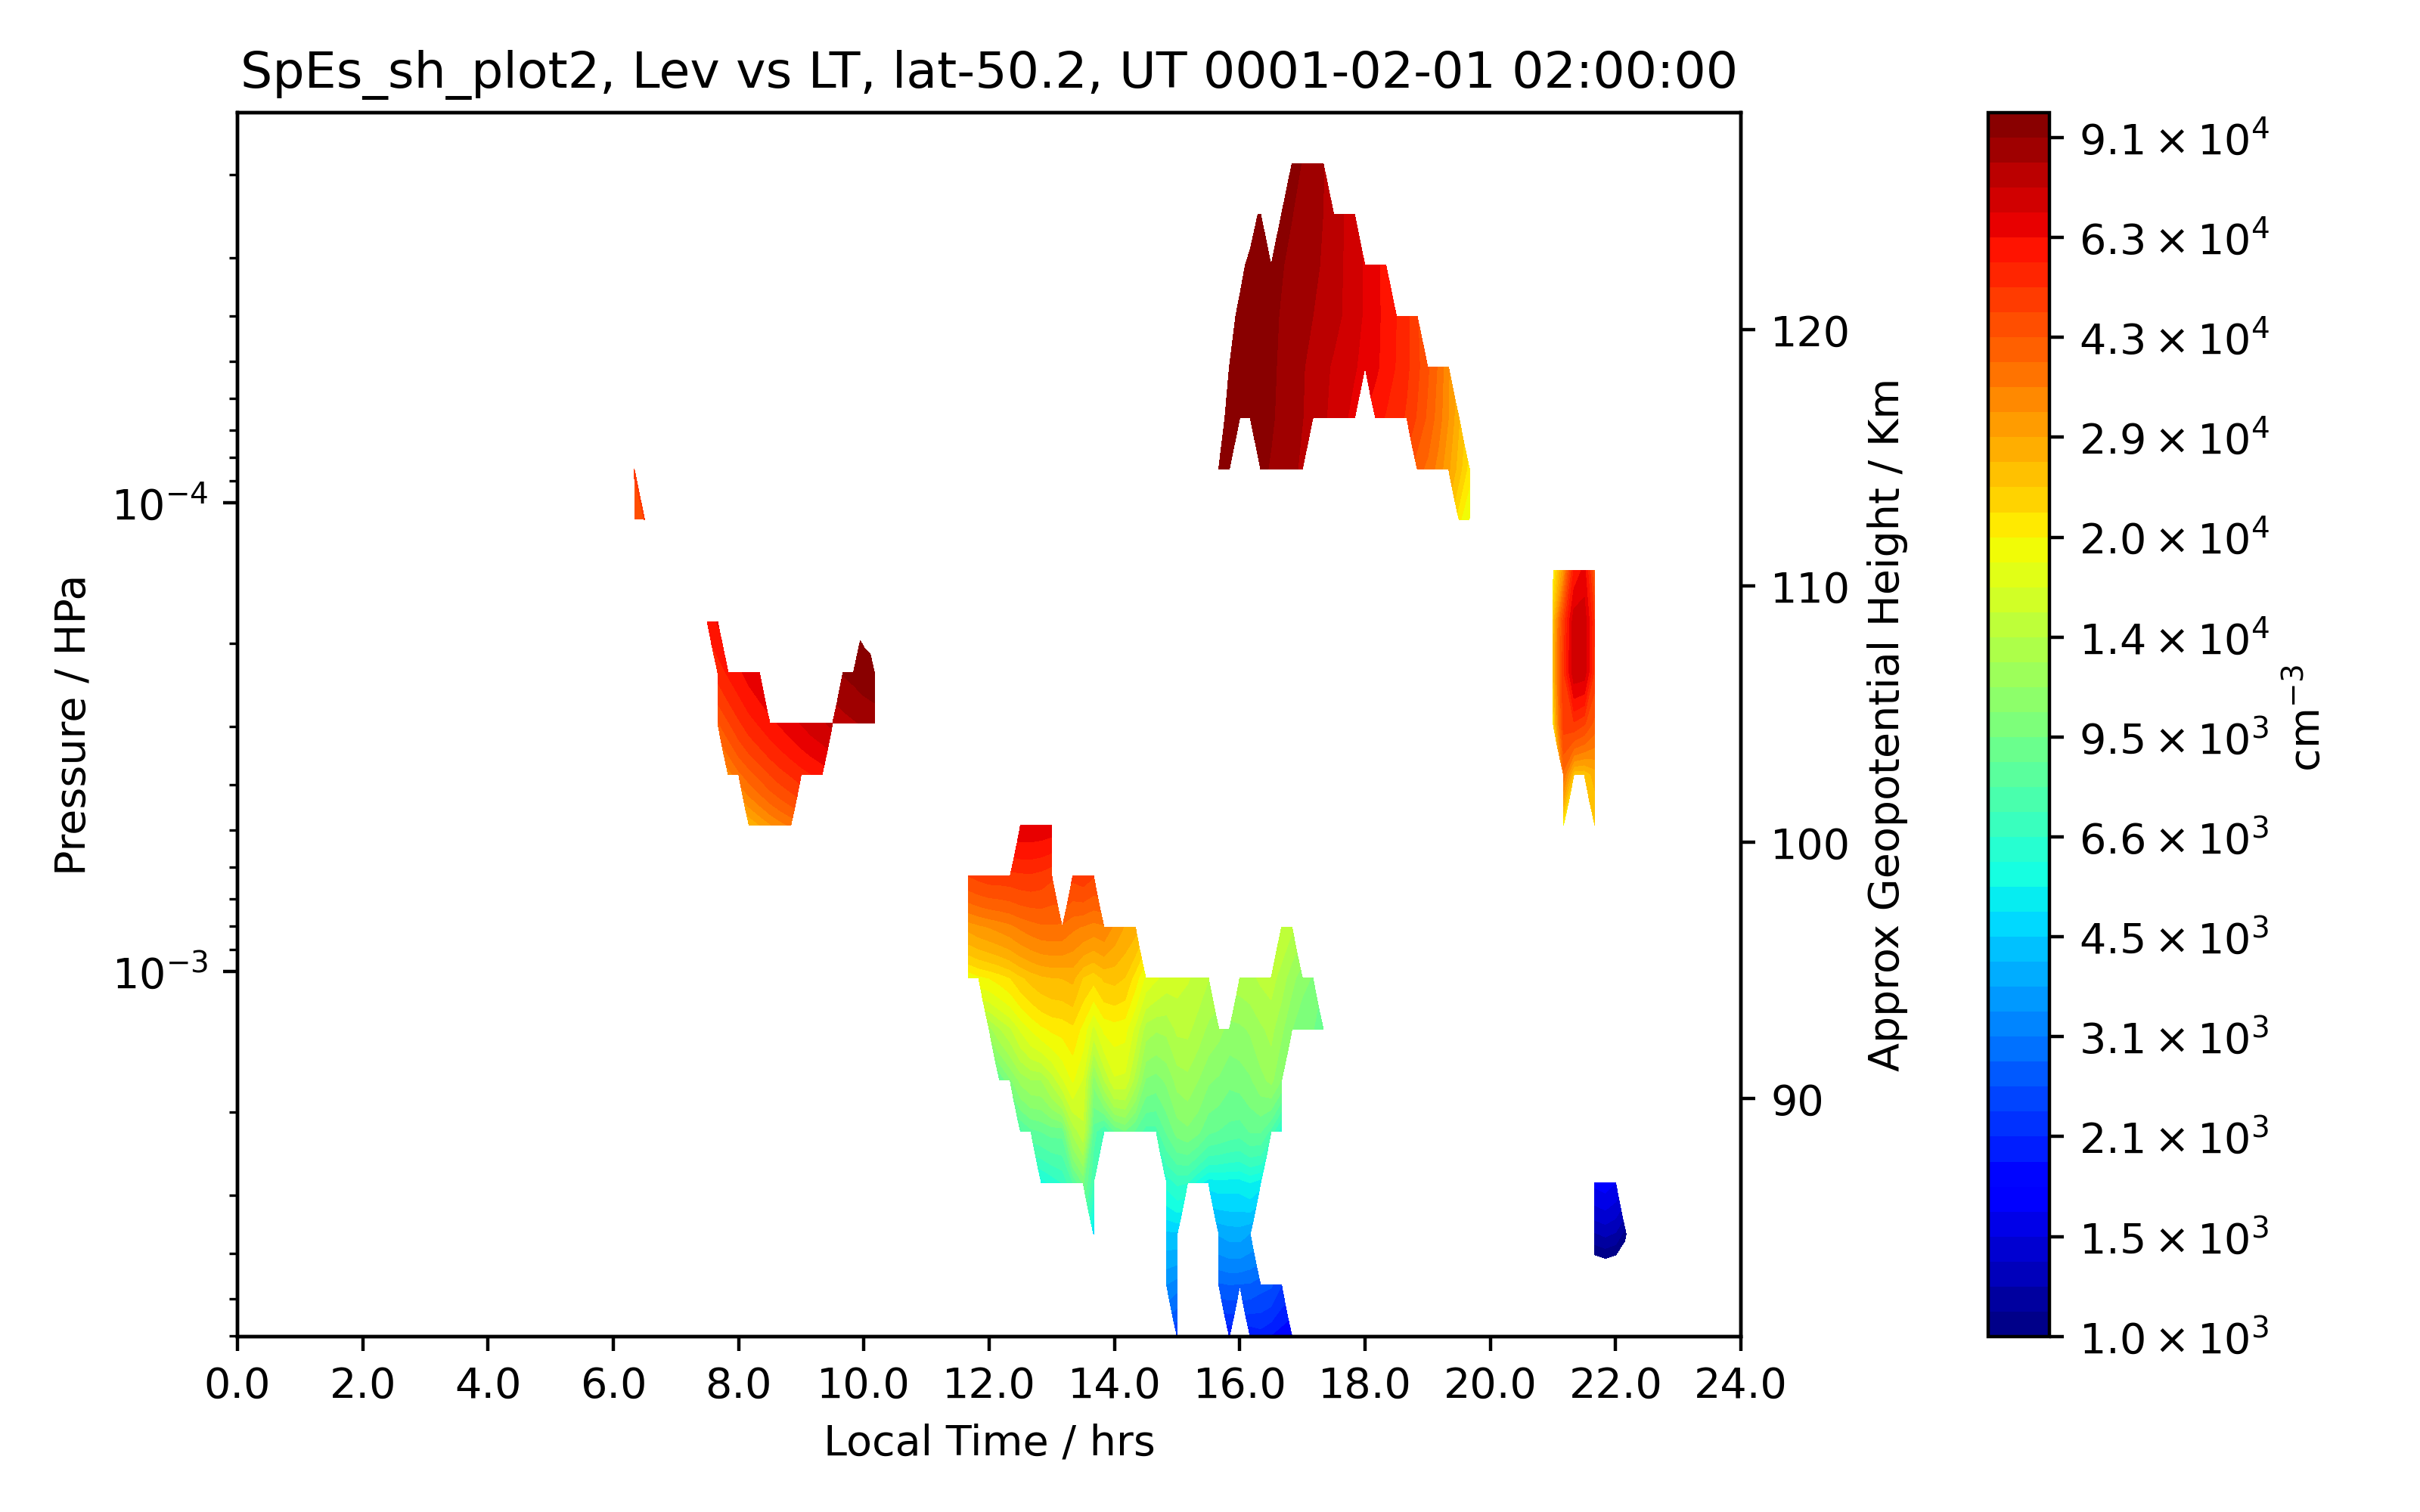 SpEs_sh_plot2, Lev vs LT, lat-50.2, UT 0001-02-01 02:00:00
Pressure / HPa
10⁻⁴
10⁻³
0.0 2.0 4.0 6.0 8.0 10.0 12.0 14.0 16.0 18.0 20.0 22.0 24.0
Local Time / hrs
120
110
100
90
Approx Geopotential Height / Km
9.1 × 10⁴
6.3 × 10⁴
4.3 × 10⁴
2.9 × 10⁴
2.0 × 10⁴
1.4 × 10⁴
9.5 × 10³
6.6 × 10³
4.5 × 10³
3.1 × 10³
2.1 × 10³
1.5 × 10³
1.0 × 10³
cm⁻³